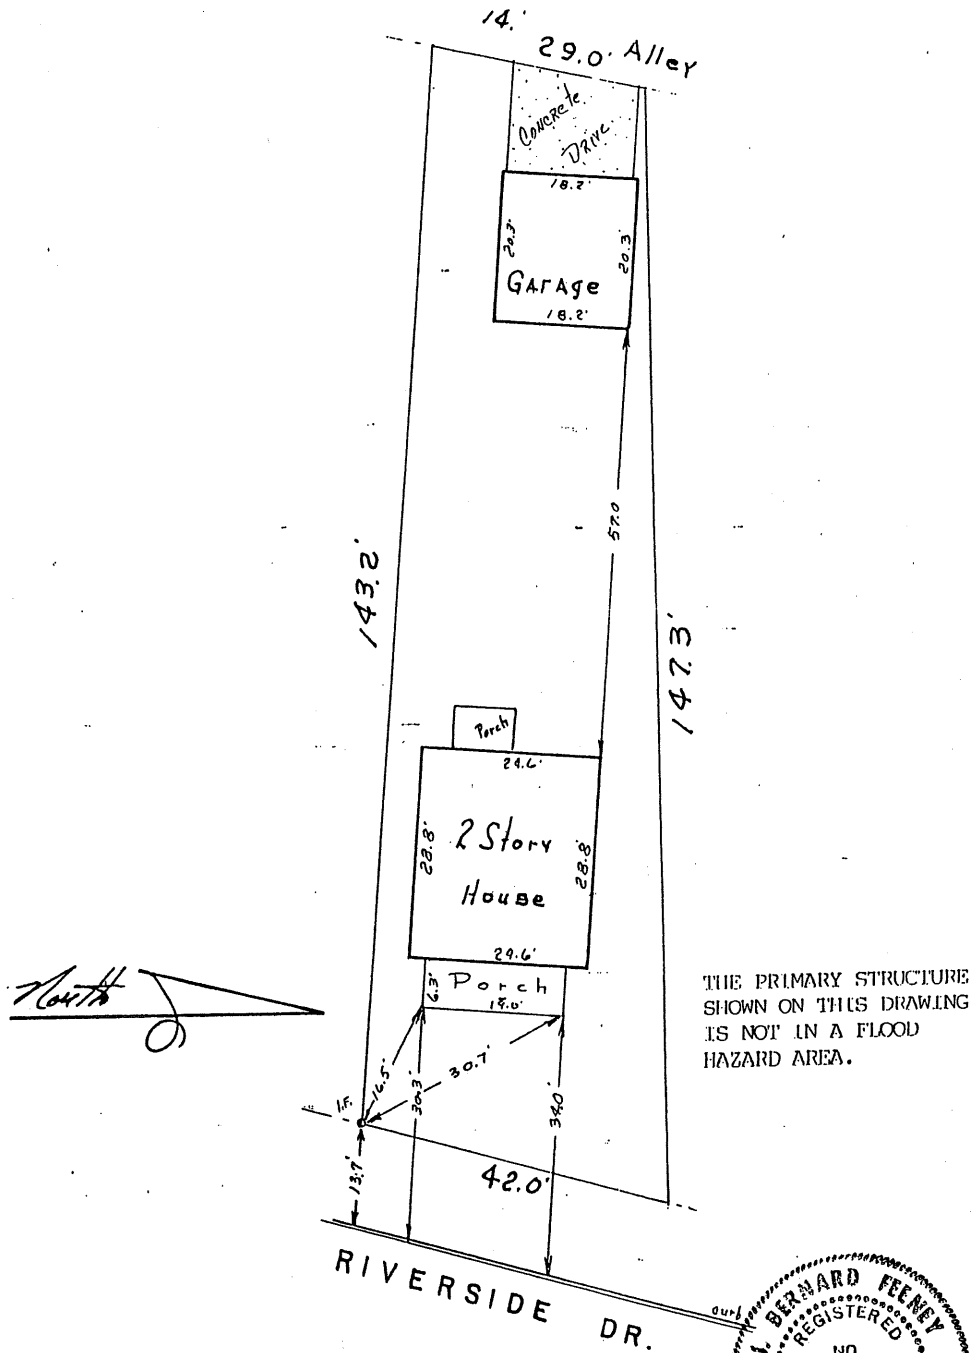 14.'
29.0' Alley
CONCRETE
DRIVE
18.2'
20.3'
20.3'
GARAGE
18.2'
57.0
143.2'
147.3'
Porch
24.6'
28.8'
2 Story
House
28.8'
24.6'
Porch
6.3'
North
16.5'
30.7'
30.3'
34.0'
I.F.
13.7'
42.0'
THE PRIMARY STRUCTURE
SHOWN ON THIS DRAWING
IS NOT IN A FLOOD
HAZARD AREA.
RIVERSIDE DR.
curb
BERNARD FEENEY
REGISTERED
NO